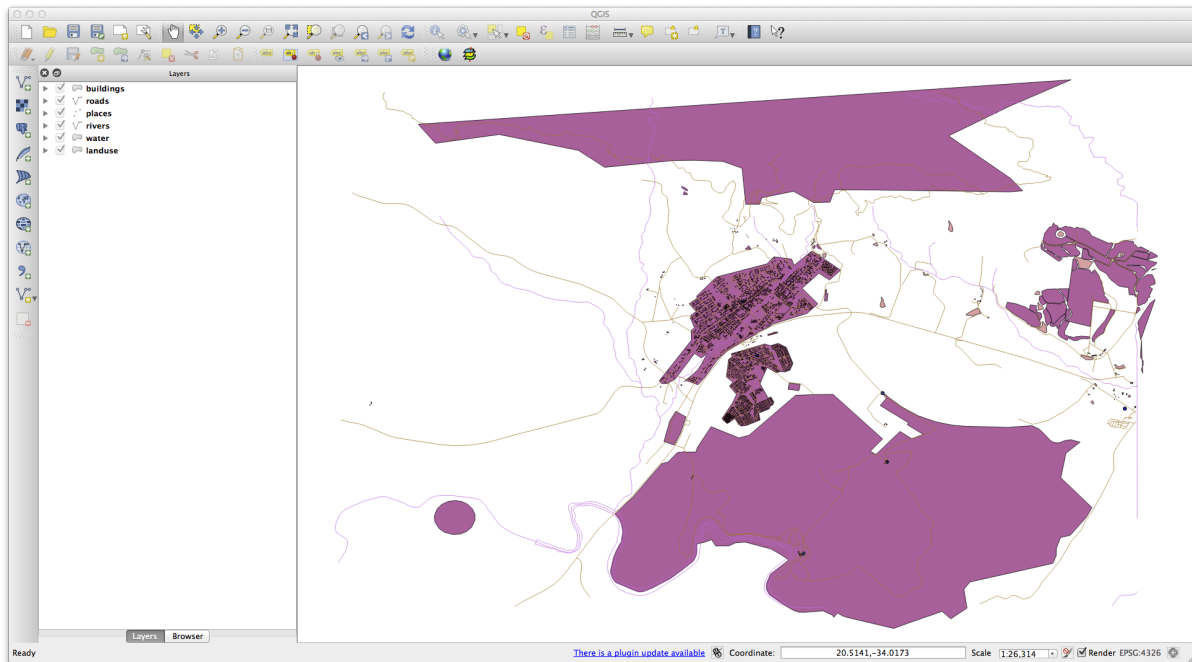 QGIS
Layers
buildings
roads
places
rivers
water
landuse
Layers Browser
Ready There is a plugin update available Coordinate: 20.5141,-34.0173 Scale 1:26,314 Render EPSG:4326